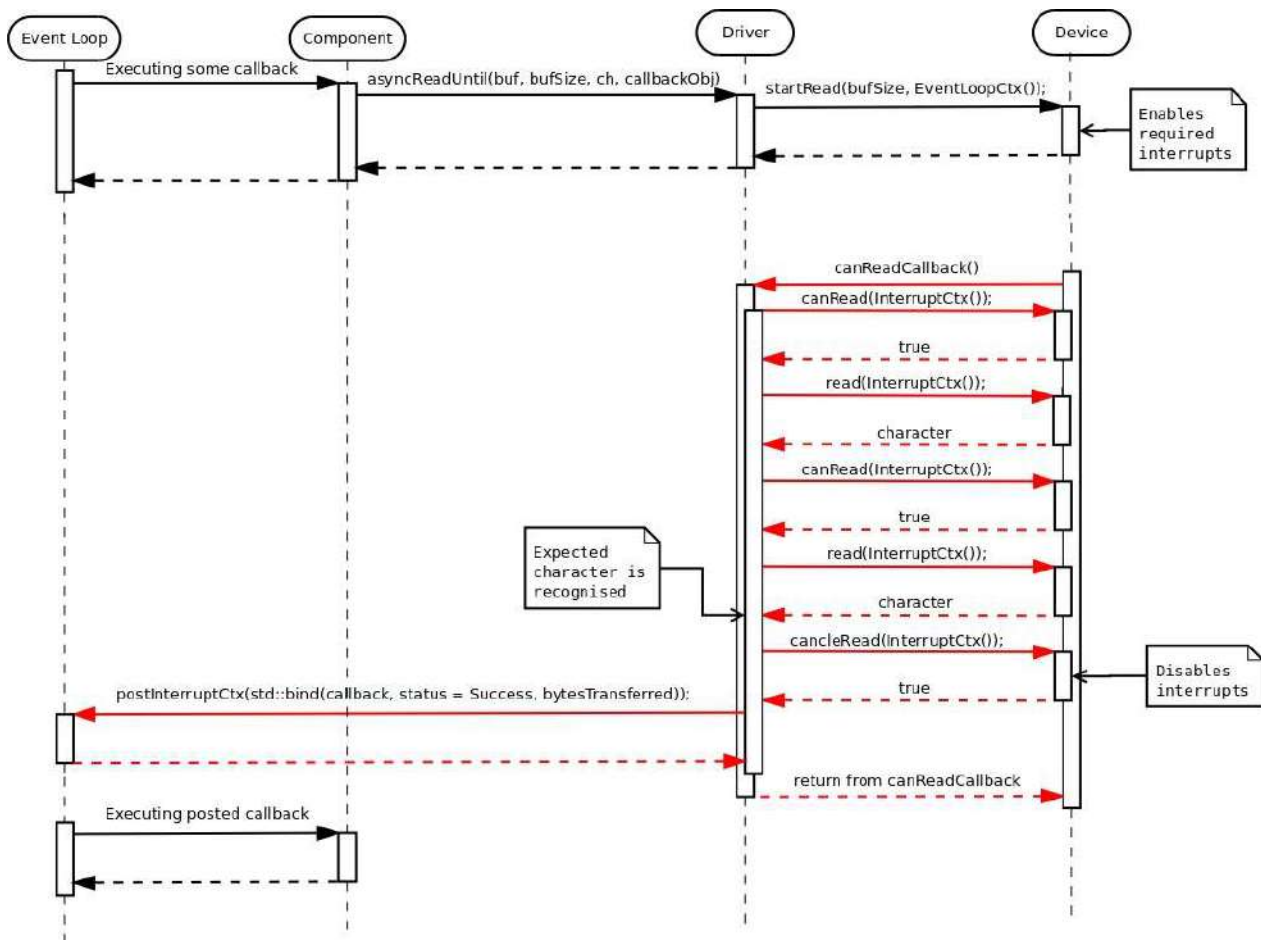 Event Loop
Component
Driver
Device
Executing some callback
asyncReadUntil(buf, bufSize, ch, callbackObj)
startRead(bufSize, EventLoopCtx());
Enables
required
interrupts
canReadCallback()
canRead(InterruptCtx());
true
read(InterruptCtx());
character
canRead(InterruptCtx());
true
read(InterruptCtx());
Expected
character is
recognised
character
cancleRead(InterruptCtx());
Disables
interrupts
true
postInterruptCtx(std::bind(callback, status = Success, bytesTransferred));
return from canReadCallback
Executing posted callback